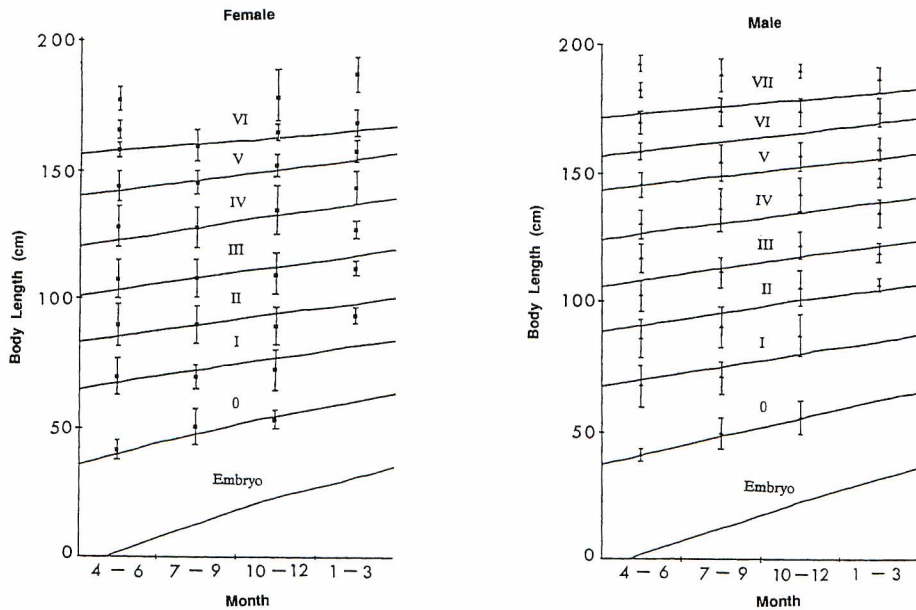 Female
200
150
100
50
0
Body Length (cm)
VI
V
IV
III
II
I
0
Embryo
4 – 6
7 – 9
10 – 12
1 – 3
Month
Male
200
150
100
50
0
Body Length (cm)
VII
VI
V
IV
III
II
I
0
Embryo
4 – 6
7 – 9
10 – 12
1 – 3
Month